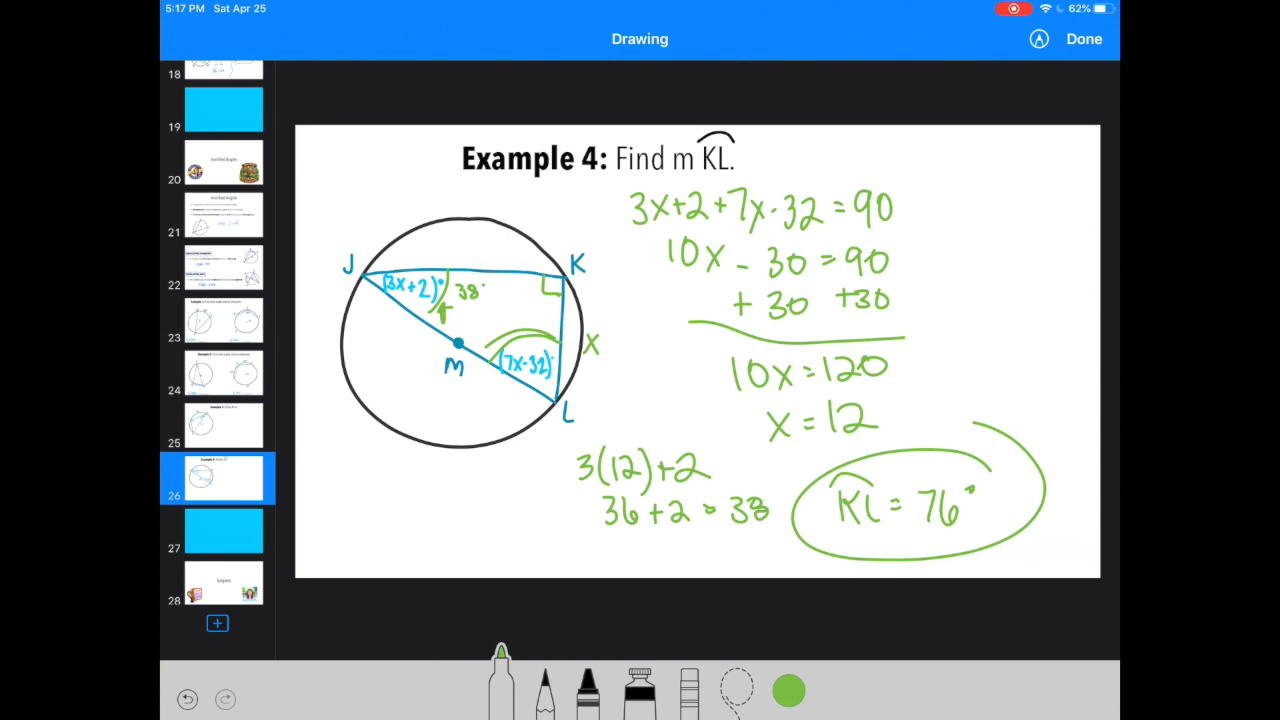 5:17 PM Sat Apr 25
62%
Drawing
Done
18
19
20
21
22
23
24
25
26
27
28
Example 4: Find m KL.
3x+2+7x-32=90
10x - 30=90
+ 30 +30
10x=120
x=12
J
K
(3x+2)°
38°
X
M
(7x-32)°
L
3(12)+2
36+2=38
KL=76°